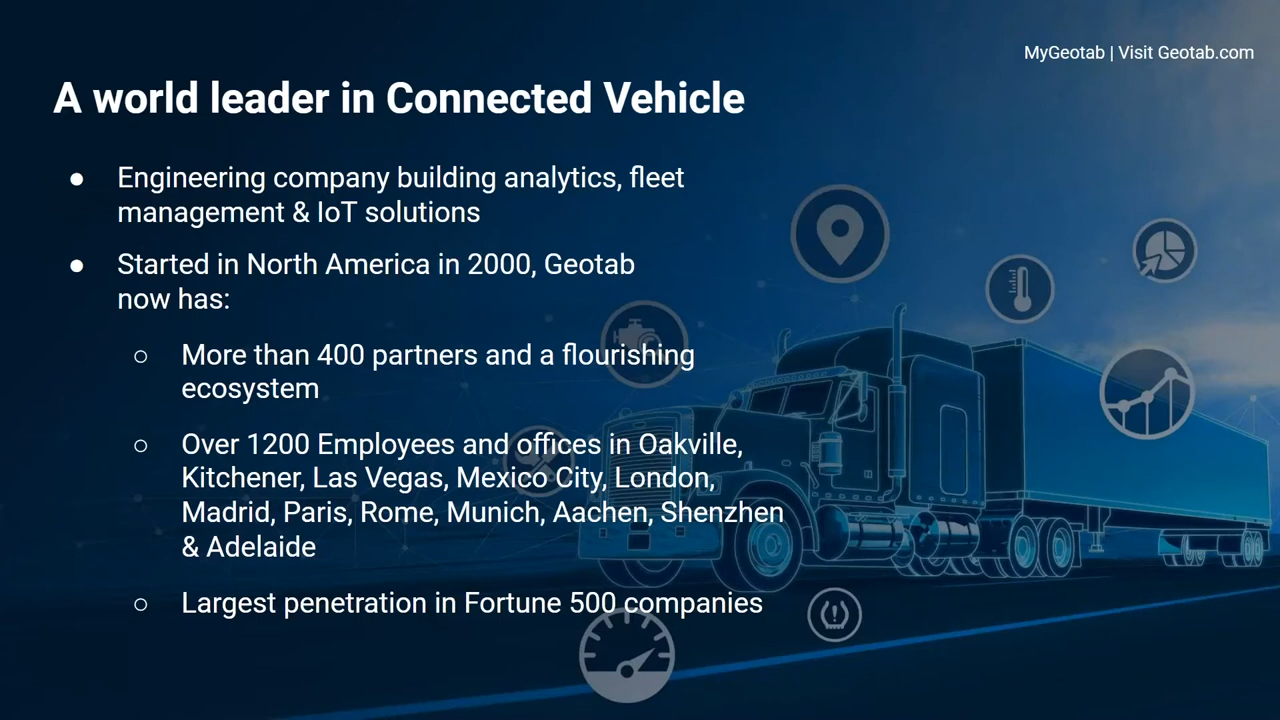 MyGeotab | Visit Geotab.com
A world leader in Connected Vehicle
● Engineering company building analytics, fleet
management & IoT solutions
● Started in North America in 2000, Geotab
now has:
○ More than 400 partners and a flourishing
ecosystem
○ Over 1200 Employees and offices in Oakville,
Kitchener, Las Vegas, Mexico City, London,
Madrid, Paris, Rome, Munich, Aachen, Shenzhen
& Adelaide
○ Largest penetration in Fortune 500 companies